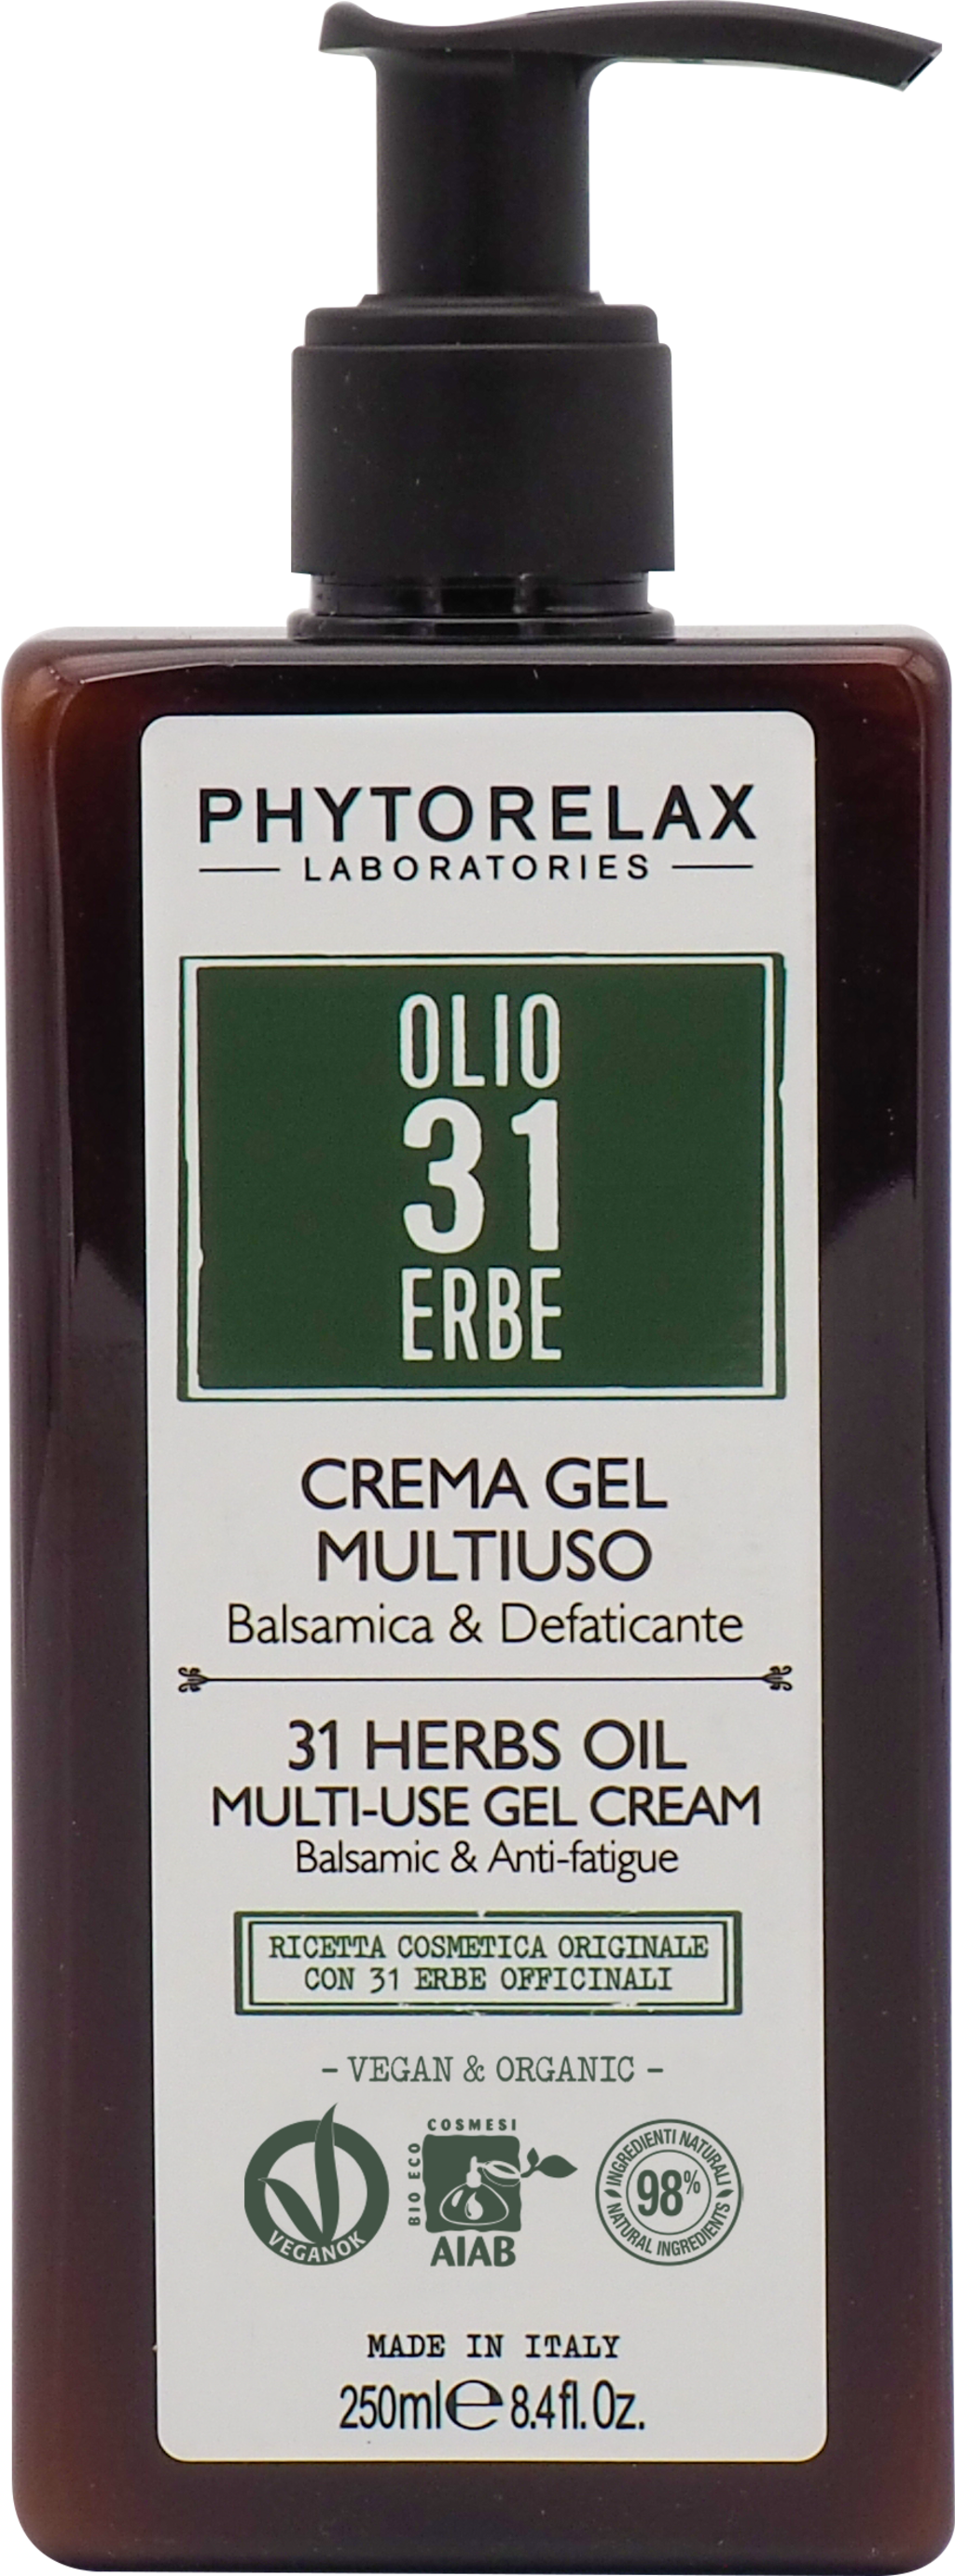 PHYTORELAX
LABORATORIES
OLIO
31
ERBE
CREMA GEL
MULTIUSO
Balsamica & Defaticante
31 HERBS OIL
MULTI-USE GEL CREAM
Balsamic & Anti-fatigue
RICETTA COSMETICA ORIGINALE
CON 31 ERBE OFFICINALI
- VEGAN & ORGANIC -
VEGANOK
COSMESI
BIO ECO
AIAB
INGREDIENTI NATURALI
98%
NATURAL INGREDIENTS
MADE IN ITALY
250ml e 8.4 fl. Oz.